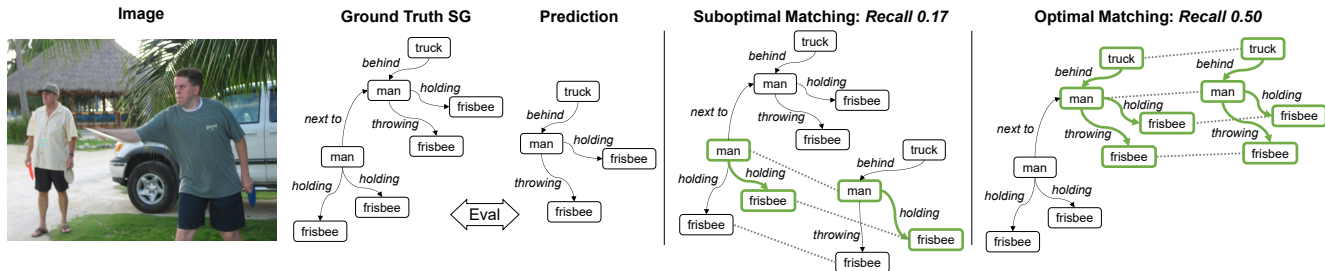 Image
Ground Truth SG
truck
behind
man
holding
frisbee
throwing
frisbee
next to
man
holding
holding
frisbee
frisbee
Eval
Prediction
truck
behind
man
holding
frisbee
throwing
frisbee
Suboptimal Matching: Recall 0.17
truck
behind
man
holding
frisbee
throwing
frisbee
next to
man
holding
holding
frisbee
frisbee
truck
behind
man
holding
throwing
frisbee
frisbee
Optimal Matching: Recall 0.50
truck
behind
man
holding
frisbee
throwing
frisbee
next to
man
holding
holding
frisbee
frisbee
truck
behind
man
holding
frisbee
throwing
frisbee